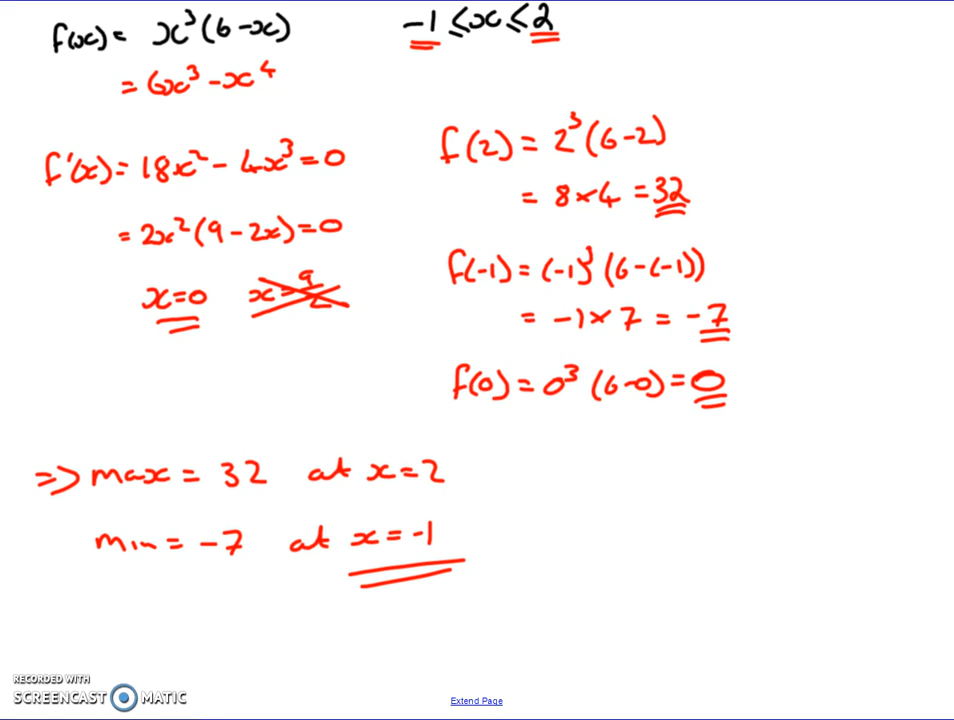 f(x) = x³(6-x)   -1 ≤ x ≤ 2
= 6x³ - x⁴
f'(x) = 18x² - 4x³ = 0
= 2x²(9 - 2x) = 0
x = 0   x = 9/2
f(2) = 2³(6-2)
= 8 × 4 = 32
f(-1) = (-1)³(6-(-1))
= -1 × 7 = -7
f(0) = 0³(6-0) = 0
=> max = 32 at x = 2
min = -7 at x = -1
RECORDED WITH
SCREENCAST MATIC
Extend Page